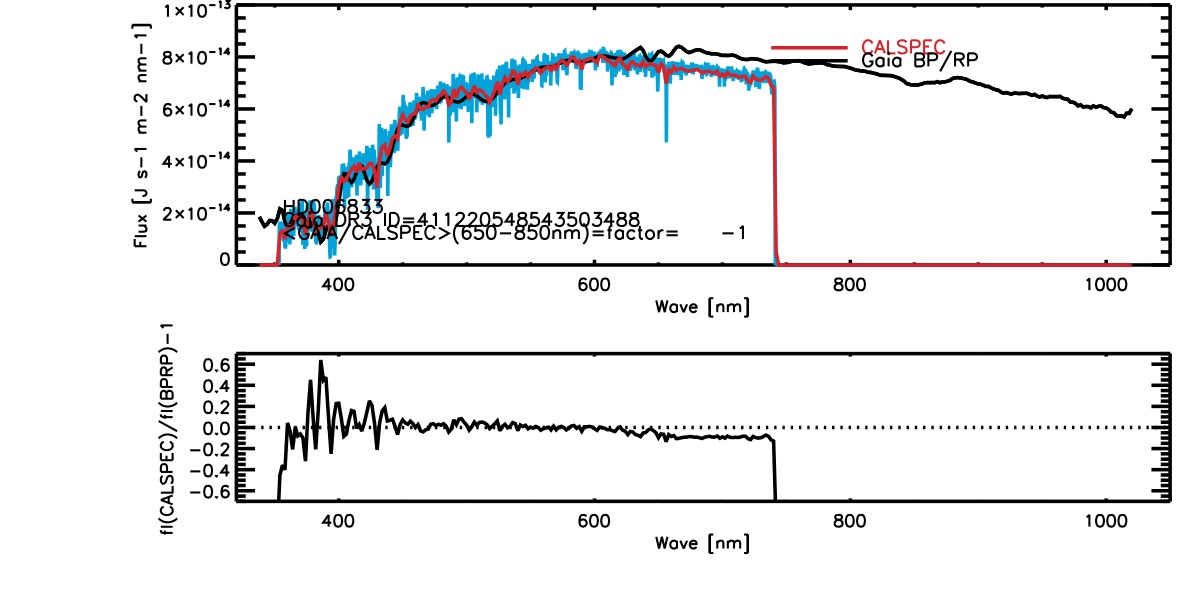 1×10−13
8×10−14
6×10−14
4×10−14
2×10−14
0
Flux [J s−1 m−2 nm−1]
CALSPEC
Gaia BP/RP
HD006833
Gaia DR3 ID=411220548543503488
<GAIA/CALSPEC>(650−850nm)=factor= −1
400 600 800 1000
Wave [nm]
0.6
0.4
0.2
0.0
−0.2
−0.4
−0.6
fl(CALSPEC)/fl(BPRP)−1
400 600 800 1000
Wave [nm]